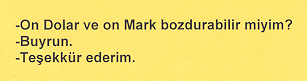 -On Dolar ve on Mark bozdurabilir miyim?
-Buyrun.
-Teşekkür ederim.